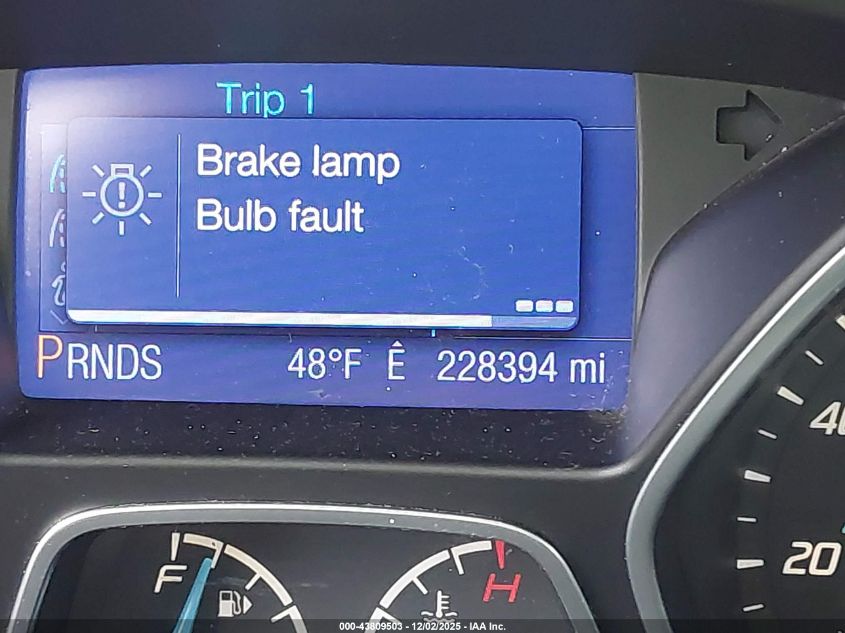 Trip 1
Brake lamp
Bulb fault
PRNDS 48°F Ê 228394 mi
40
20
F H
000-43809503 - 12/02/2025 - IAA Inc.